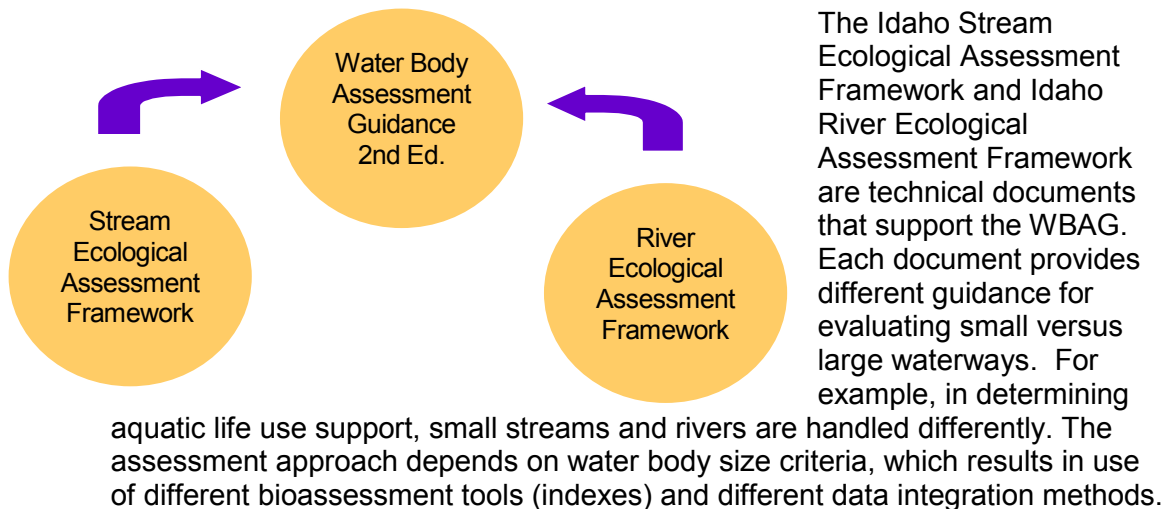 Water Body
Assessment
Guidance
2nd Ed.
Stream
Ecological
Assessment
Framework
River
Ecological
Assessment
Framework
The Idaho Stream
Ecological Assessment
Framework and Idaho
River Ecological
Assessment Framework
are technical documents
that support the WBAG.
Each document provides
different guidance for
evaluating small versus
large waterways.  For
example, in determining
aquatic life use support, small streams and rivers are handled differently. The
assessment approach depends on water body size criteria, which results in use
of different bioassessment tools (indexes) and different data integration methods.